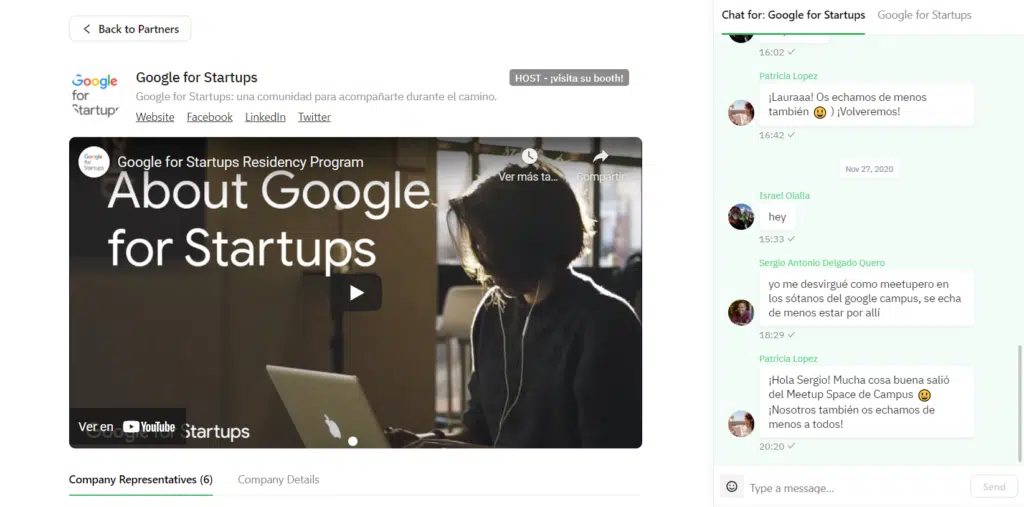 Back to Partners
Google
for
Startups
Google for Startups
HOST - ¡visita su booth!
Google for Startups: una comunidad para acompañarte durante el camino.
Website Facebook LinkedIn Twitter
Google for Startups
Google for Startups Residency Program
Ver más ta...
Compartir
About Google
for Startups
Ver en YouTube
Google for Startups
Company Representatives (6) Company Details
Chat for: Google for Startups Google for Startups
16:02
Patricia Lopez
¡Lauraaa! Os echamos de menos
también ) ¡Volveremos!
16:42
Nov 27, 2020
Israel Olalla
hey
15:33
Sergio Antonio Delgado Quero
yo me desvirgué como meetupero en
los sótanos del google campus, se echa
de menos estar por allí
18:29
Patricia Lopez
¡Hola Sergio! Mucha cosa buena salió
del Meetup Space de Campus
¡Nosotros también os echamos de
menos a todos!
20:20
Type a message...
Send